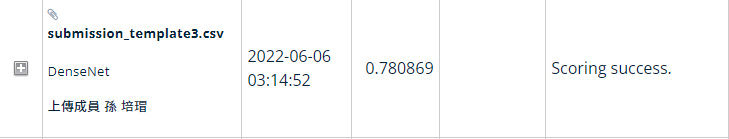 submission_template3.csv
DenseNet
上傳成員 孫 培瑁
2022-06-06
03:14:52
0.780869
Scoring success.